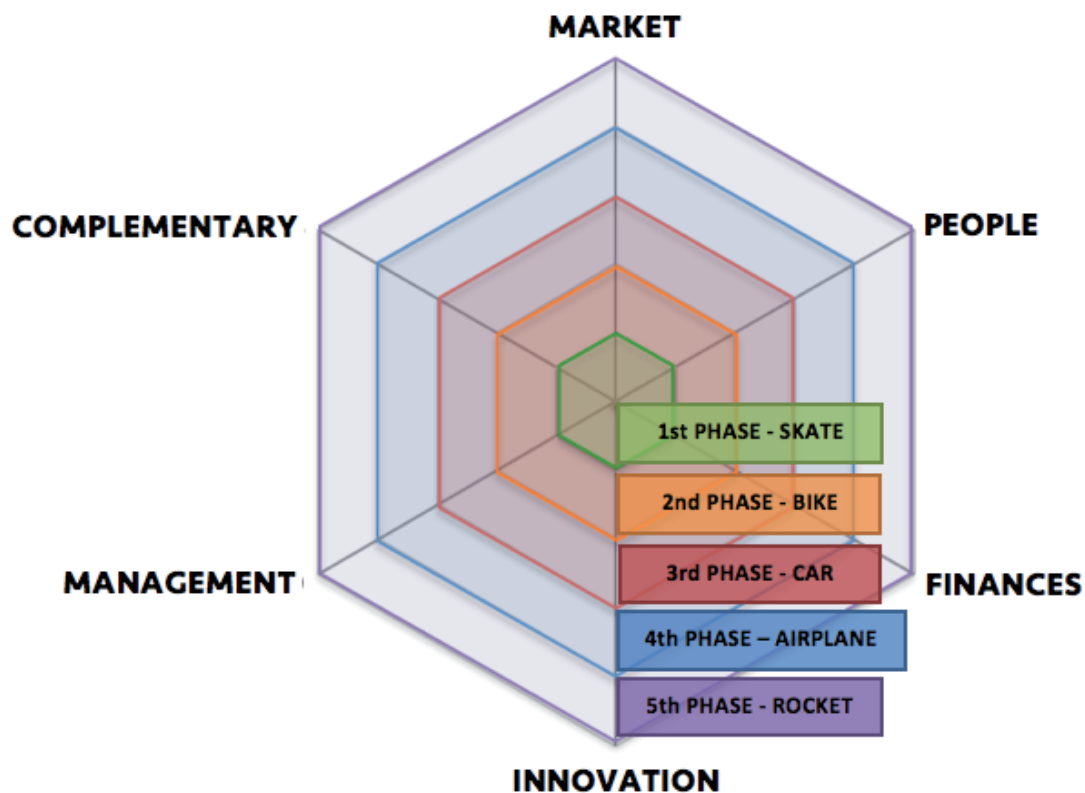 MARKET
COMPLEMENTARY
PEOPLE
1st PHASE - SKATE
2nd PHASE - BIKE
3rd PHASE - CAR
MANAGEMENT
FINANCES
4th PHASE – AIRPLANE
5th PHASE - ROCKET
INNOVATION